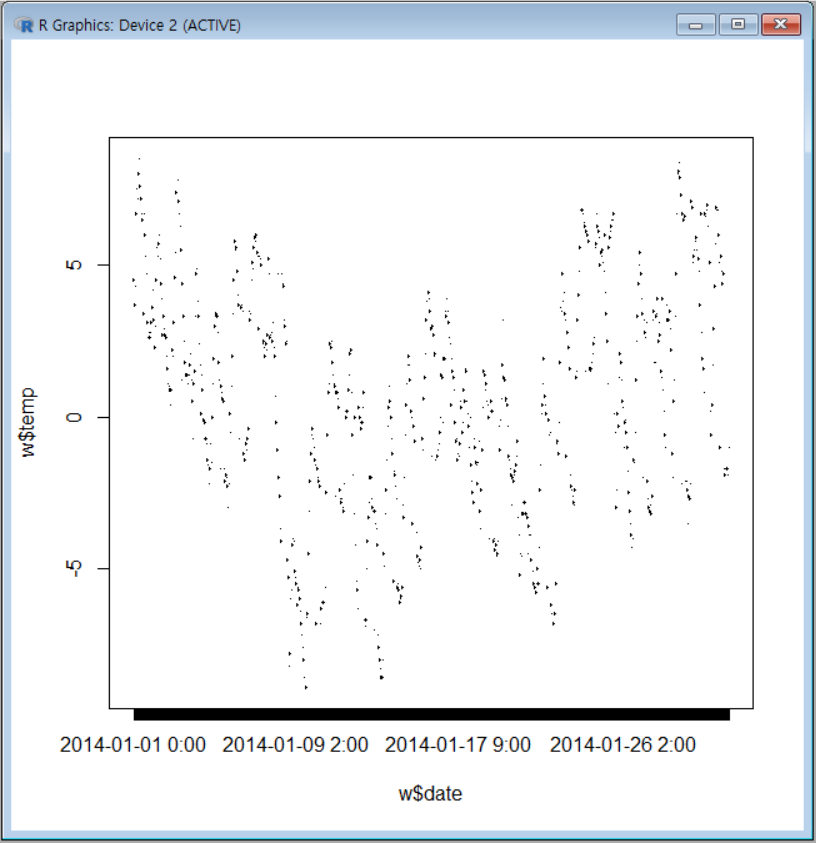 R Graphics: Device 2 (ACTIVE)
5
0
-5
w$temp
2014-01-01 0:00 2014-01-09 2:00 2014-01-17 9:00 2014-01-26 2:00
w$date